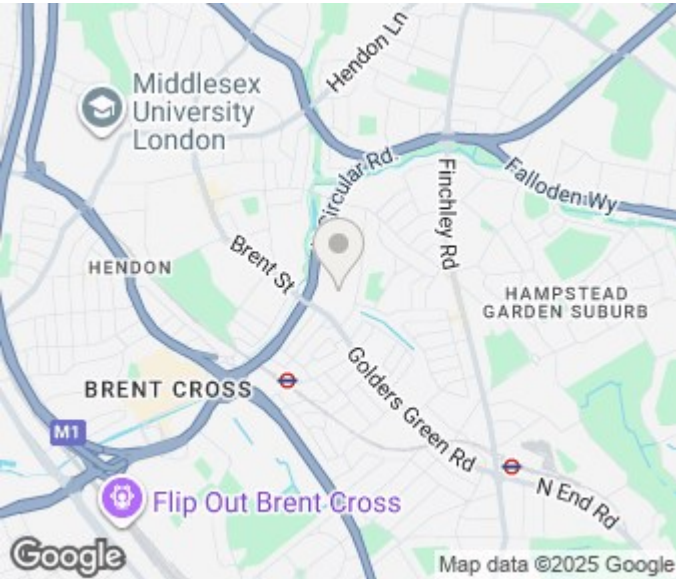 Hendon Ln
Middlesex
University
London
Circular Rd.
Falloden Wy
Finchley Rd
Brent St
HENDON
HAMPSTEAD
GARDEN SUBURB
BRENT CROSS
Golders Green Rd
M1
N End Rd
Flip Out Brent Cross
Google
Map data ©2025 Google